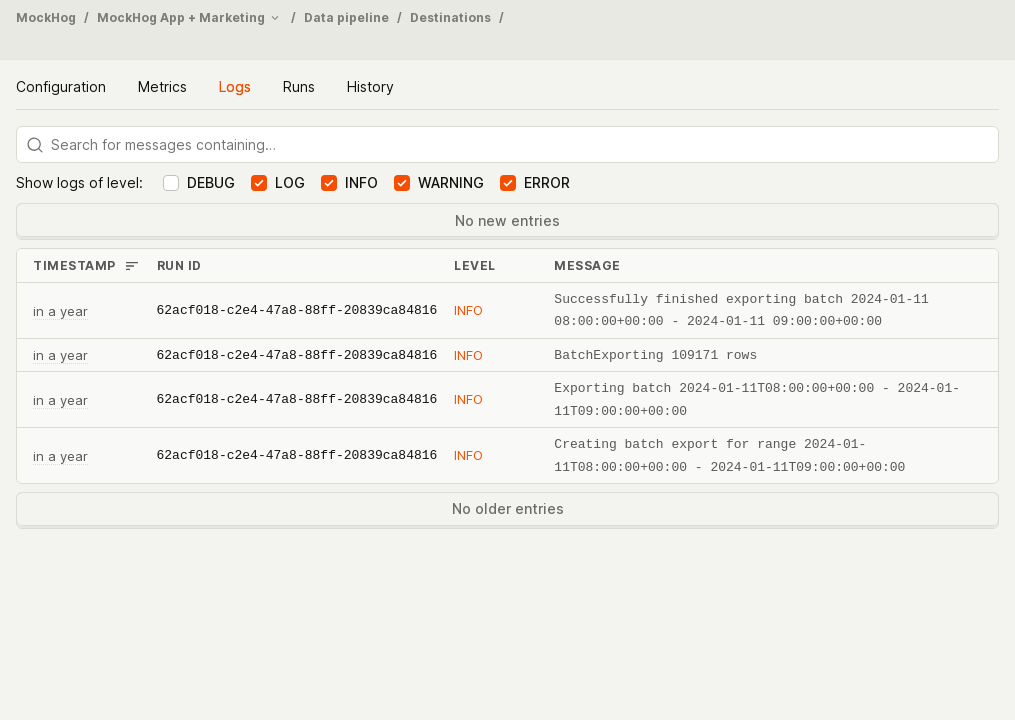 MockHog / MockHog App + Marketing / Data pipeline / Destinations /
Configuration Metrics Logs Runs History
Search for messages containing…
Show logs of level: DEBUG LOG INFO WARNING ERROR
No new entries
TIMESTAMP RUN ID LEVEL MESSAGE
in a year 62acf018-c2e4-47a8-88ff-20839ca84816 INFO Successfully finished exporting batch 2024-01-11
08:00:00+00:00 - 2024-01-11 09:00:00+00:00
in a year 62acf018-c2e4-47a8-88ff-20839ca84816 INFO BatchExporting 109171 rows
in a year 62acf018-c2e4-47a8-88ff-20839ca84816 INFO Exporting batch 2024-01-11T08:00:00+00:00 - 2024-01-
11T09:00:00+00:00
in a year 62acf018-c2e4-47a8-88ff-20839ca84816 INFO Creating batch export for range 2024-01-
11T08:00:00+00:00 - 2024-01-11T09:00:00+00:00
No older entries